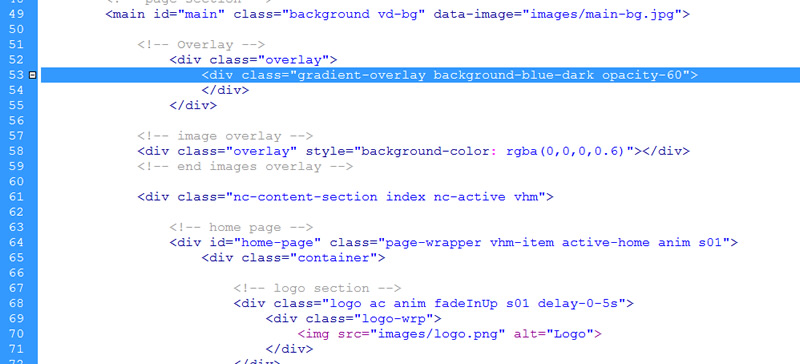 49 <main id="main" class="background vd-bg" data-image="images/main-bg.jpg">
50
51 <!-- Overlay -->
52 <div class="overlay">
53 <div class="gradient-overlay background-blue-dark opacity-60">
54 </div>
55 </div>
56
57 <!-- image overlay -->
58 <div class="overlay" style="background-color: rgba(0,0,0,0.6)"></div>
59 <!-- end images overlay -->
60
61 <div class="nc-content-section index nc-active vhm">
62
63 <!-- home page -->
64 <div id="home-page" class="page-wrapper vhm-item active-home anim s01">
65 <div class="container">
66
67 <!-- logo section -->
68 <div class="logo ac anim fadeInUp s01 delay-0-5s">
69 <div class="logo-wrp">
70 <img src="images/logo.png" alt="Logo">
71 </div>
72 </div>